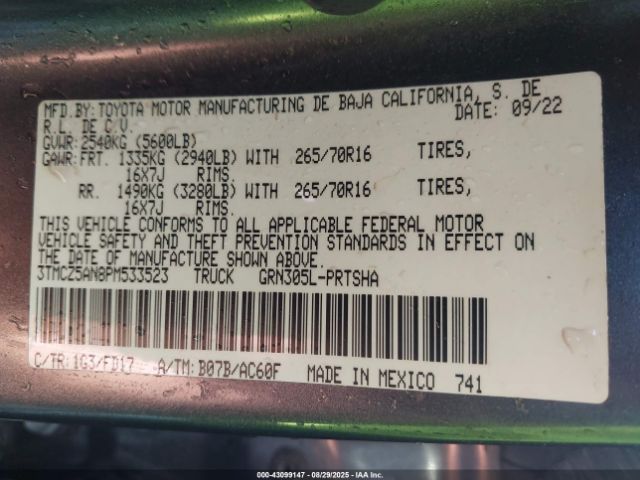 MFD.BY: TOYOTA MOTOR MANUFACTURING DE BAJA CALIFORNIA, S. DE
R.L. DE C.V. DATE: 09/22
GVWR: 2540KG (5600LB)
GAWR: FRT. 1335KG (2940LB) WITH 265/70R16 TIRES,
16X7J RIMS.
RR. 1490KG (3280LB) WITH 265/70R16 TIRES,
16X7J RIMS.
THIS VEHICLE CONFORMS TO ALL APPLICABLE FEDERAL MOTOR
VEHICLE SAFETY AND THEFT PREVENTION STANDARDS IN EFFECT ON
THE DATE OF MANUFACTURE SHOWN ABOVE.
3TMCZ5AN8PM533523 TRUCK GRN305L-PRTSHA
C/TR: 1G3/FD17 A/TM: B07B/AC60F MADE IN MEXICO 741
000-43099147 - 08/29/2025 - IAAI.CA